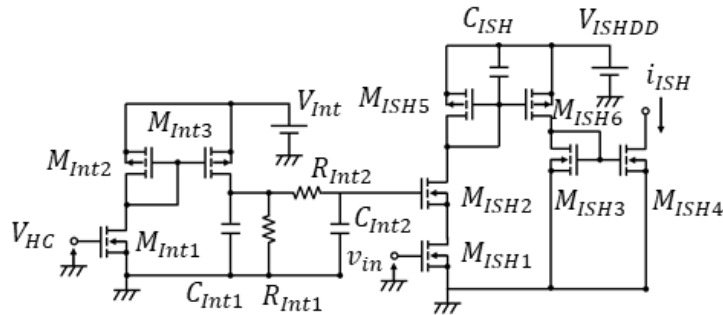 C_ISH
V_ISHDD
i_ISH
M_ISH5
M_ISH6
V_Int
M_Int3
M_Int2
R_Int2
M_ISH2
M_ISH3
M_ISH4
V_HC
M_Int1
C_Int2
v_in
M_ISH1
C_Int1
R_Int1